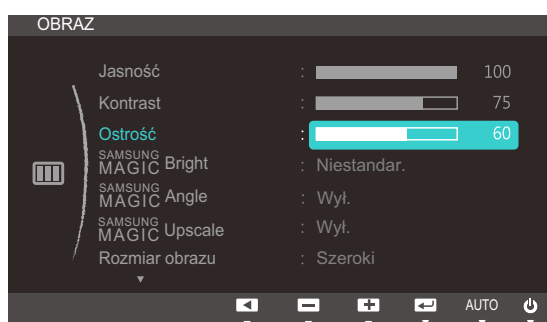 OBRAZ
Jasność : 100
Kontrast : 75
Ostrość : 60
SAMSUNG MAGIC Bright : Niestandar.
SAMSUNG MAGIC Angle : Wył.
SAMSUNG MAGIC Upscale : Wył.
Rozmiar obrazu : Szeroki
AUTO